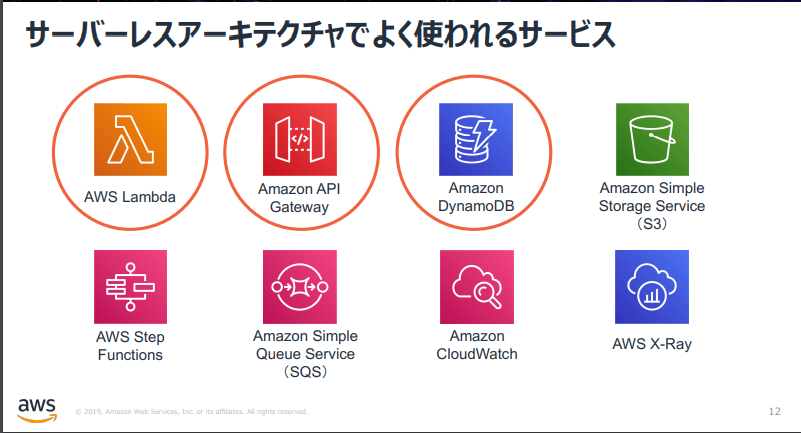 サーバーレスアーキテクチャでよく使われるサービス
AWS Lambda
Amazon API
Gateway
Amazon
DynamoDB
Amazon Simple
Storage Service
（S3）
AWS Step
Functions
Amazon Simple
Queue Service
（SQS）
Amazon
CloudWatch
AWS X-Ray
aws
© 2019, Amazon Web Services, Inc. or its affiliates. All rights reserved.
12